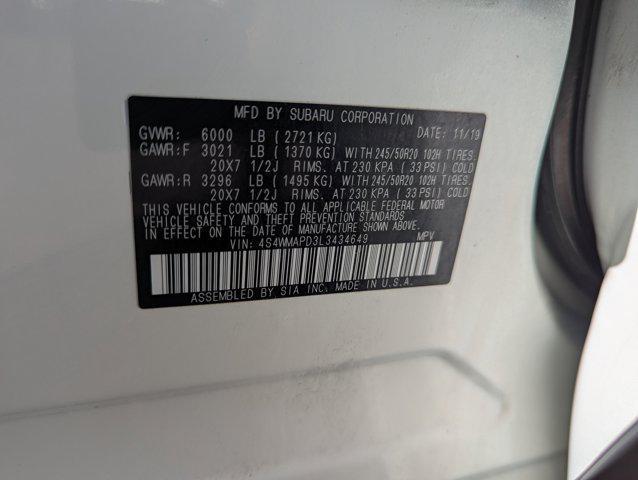 MFD BY SUBARU CORPORATION
GVWR: 6000 LB ( 2721 KG) DATE: 11/19
GAWR:F 3021 LB ( 1370 KG) WITH 245/50R20 102H TIRES.
20X7 1/2J RIMS. AT 230 KPA ( 33 PSI) COLD
GAWR:R 3296 LB ( 1495 KG) WITH 245/50R20 102H TIRES.
20X7 1/2J RIMS. AT 230 KPA ( 33 PSI) COLD
THIS VEHICLE CONFORMS TO ALL APPLICABLE FEDERAL MOTOR
VEHICLE SAFETY AND THEFT PREVENTION STANDARDS
IN EFFECT ON THE DATE OF MANUFACTURE SHOWN ABOVE.
VIN: 4S4WMAPD3L3434649 MPV
ASSEMBLED BY SIA INC. MADE IN U.S.A.